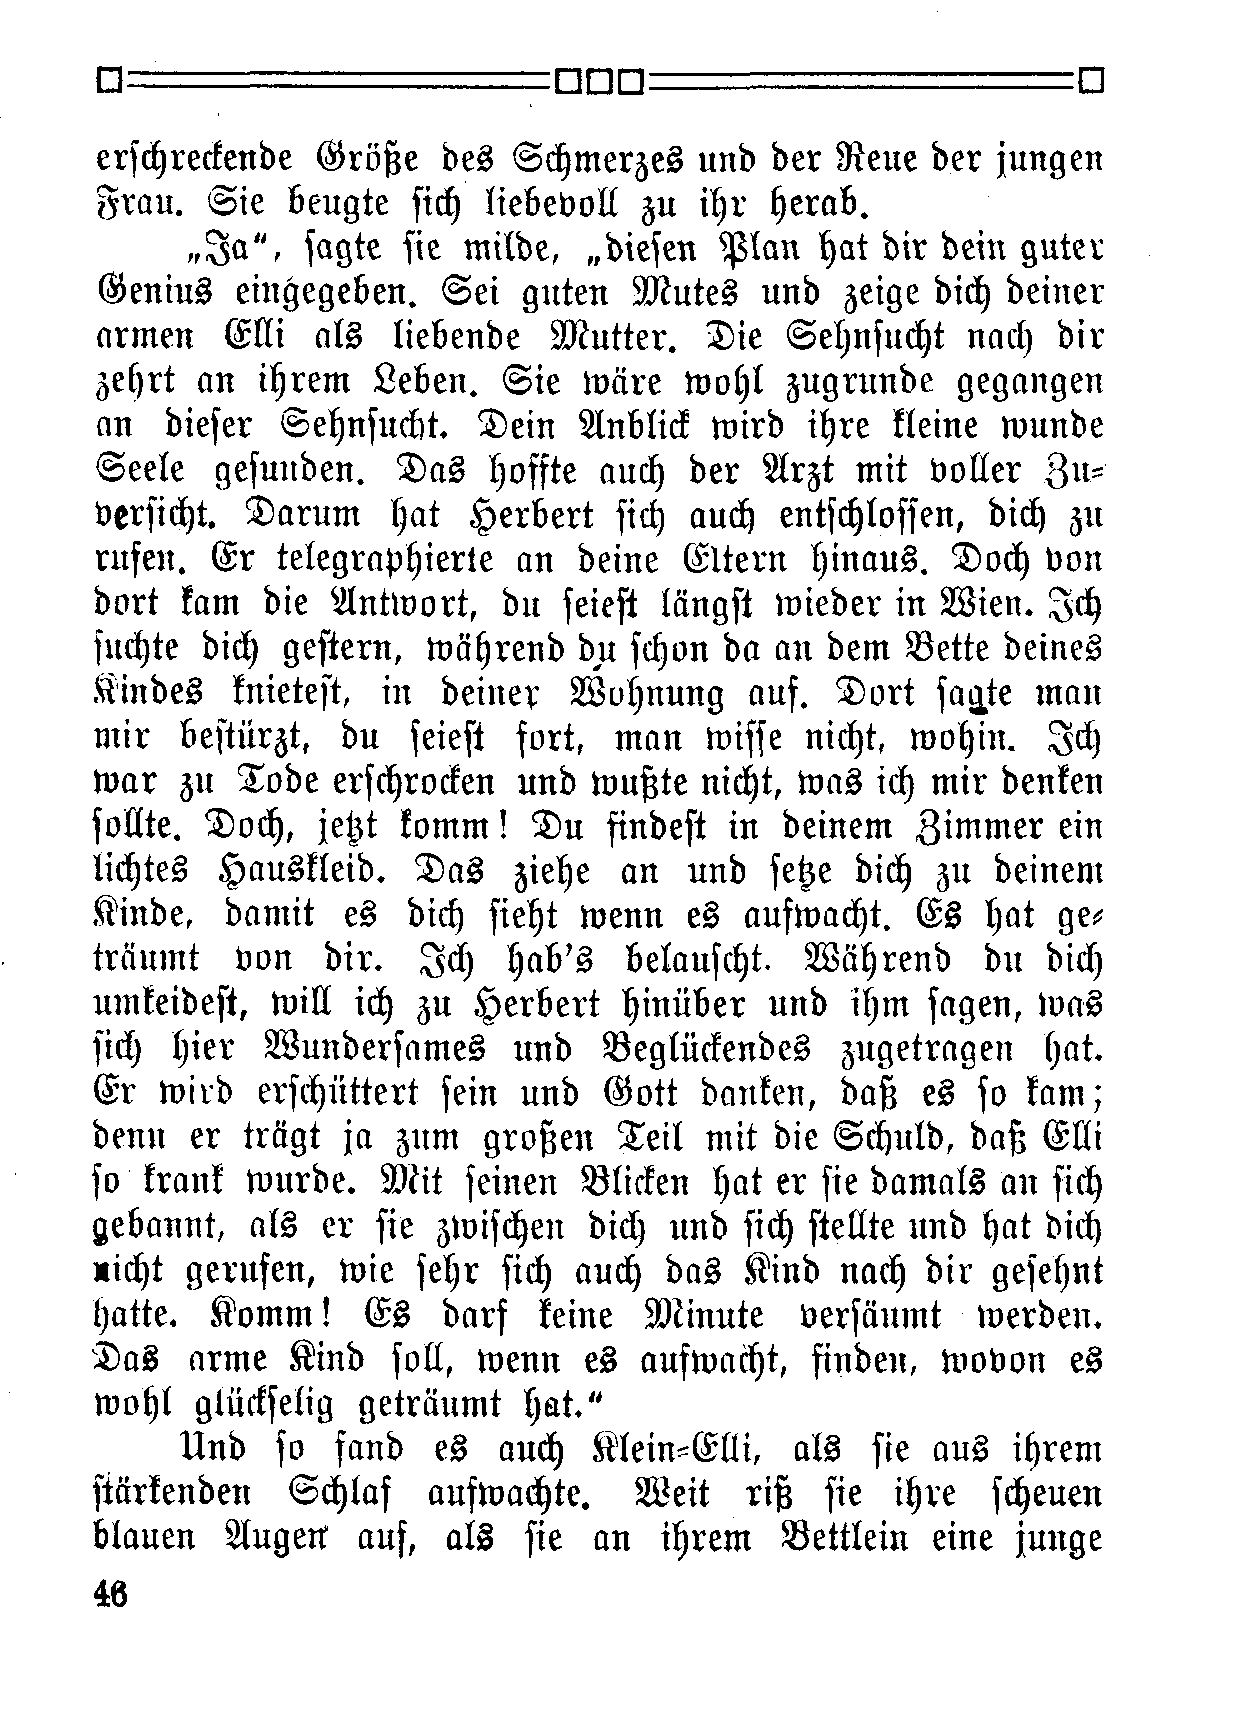 erschreckende Größe des Schmerzes und der Reue der jungen
Frau. Sie beugte sich liebevoll zu ihr herab.
„Ja“, sagte sie milde, „diesen Plan hat dir dein guter
Genius eingegeben. Sei guten Mutes und zeige dich deiner
armen Elli als liebende Mutter. Die Sehnsucht nach dir
zehrt an ihrem Leben. Sie wäre wohl zugrunde gegangen
an dieser Sehnsucht. Dein Anblick wird ihre kleine wunde
Seele gesunden. Das hoffte auch der Arzt mit voller Zu-
versicht. Darum hat Herbert sich auch entschlossen, dich zu
rufen. Er telegraphierte an deine Eltern hinaus. Doch von
dort kam die Antwort, du seiest längst wieder in Wien. Ich
suchte dich gestern, während du schon da an dem Bette deines
Kindes knietest, in deiner Wohnung auf. Dort sagte man
mir bestürzt, du seiest fort, man wisse nicht, wohin. Ich
war zu Tode erschrocken und wußte nicht, was ich mir denken
sollte. Doch, jetzt komm! Du findest in deinem Zimmer ein
lichtes Hauskleid. Das ziehe an und setze dich zu deinem
Kinde, damit es dich sieht wenn es aufwacht. Es hat ge-
träumt von dir. Ich hab's belauscht. Während du dich
umkeidest, will ich zu Herbert hinüber und ihm sagen, was
sich hier Wundersames und Beglückendes zugetragen hat.
Er wird erschüttert sein und Gott danken, daß es so kam;
denn er trägt ja zum großen Teil mit die Schuld, daß Elli
so krank wurde. Mit seinen Blicken hat er sie damals an sich
gebannt, als er sie zwischen dich und sich stellte und hat dich
nicht gerufen, wie sehr sich auch das Kind nach dir gesehnt
hatte. Komm! Es darf keine Minute versäumt werden.
Das arme Kind soll, wenn es aufwacht, finden, wovon es
wohl glückselig geträumt hat.“
Und so fand es auch Klein-Elli, als sie aus ihrem
stärkenden Schlaf aufwachte. Weit riß sie ihre scheuen
blauen Augen auf, als sie an ihrem Bettlein eine junge
46